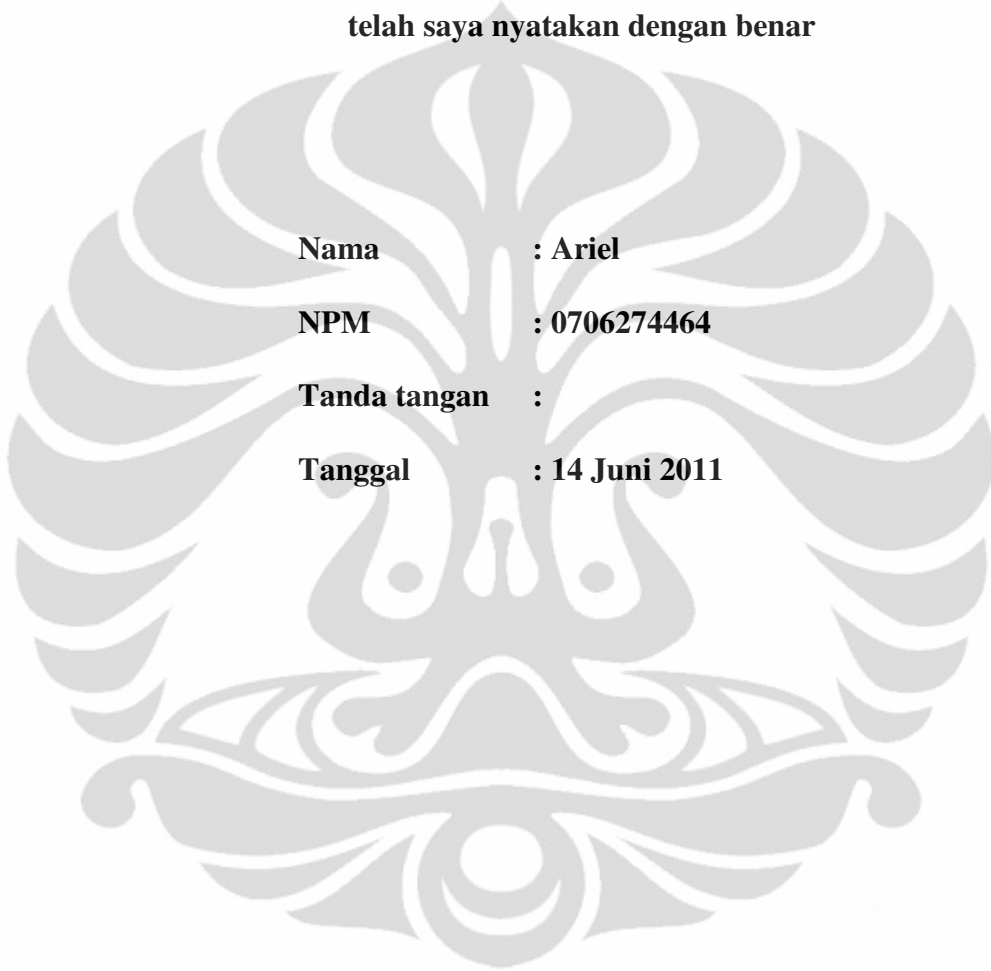 telah saya nyatakan dengan benar
Nama : Ariel
NPM : 0706274464
Tanda tangan :
Tanggal : 14 Juni 2011